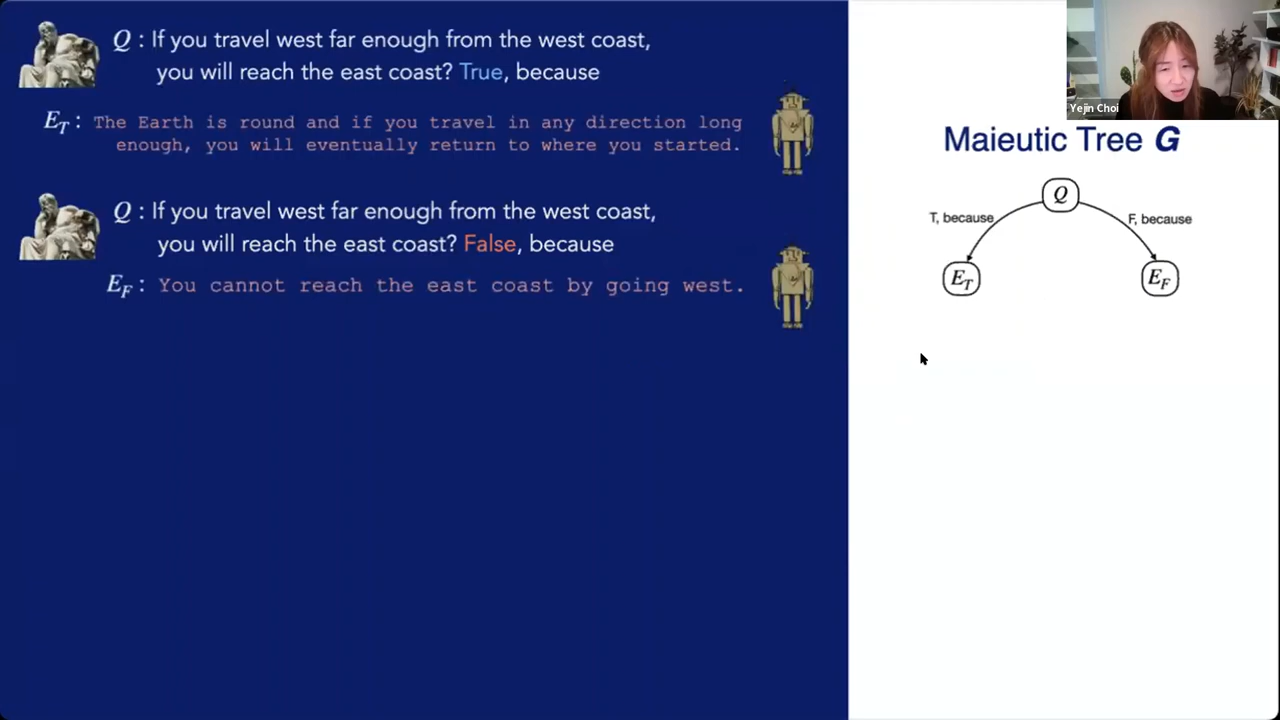 Q : If you travel west far enough from the west coast,
you will reach the east coast? True, because
E_T : The Earth is round and if you travel in any direction long
enough, you will eventually return to where you started.
Q : If you travel west far enough from the west coast,
you will reach the east coast? False, because
E_F : You cannot reach the east coast by going west.
Yejin Choi
Maieutic Tree G
Q
T, because
F, because
E_T
E_F